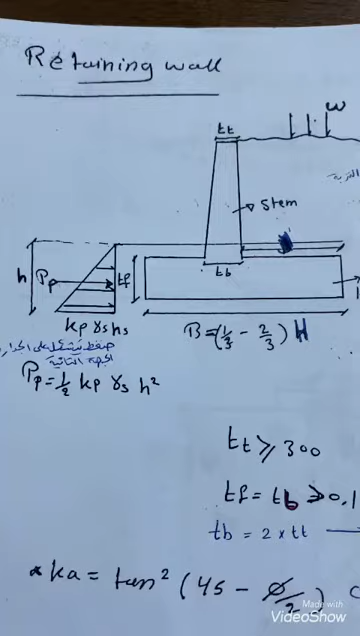 Retaining wall
w
tt
stem
h
Pp
tf
tb
kp γs hs
B = (1/3 - 2/3) H
Pp = 1/2 kp γs h²
tt ≥ 300
tf = tb ≥ 0.1
tb = 2 x tt
* ka = tan² (45 - Ø/2)
Made with
VideoShow